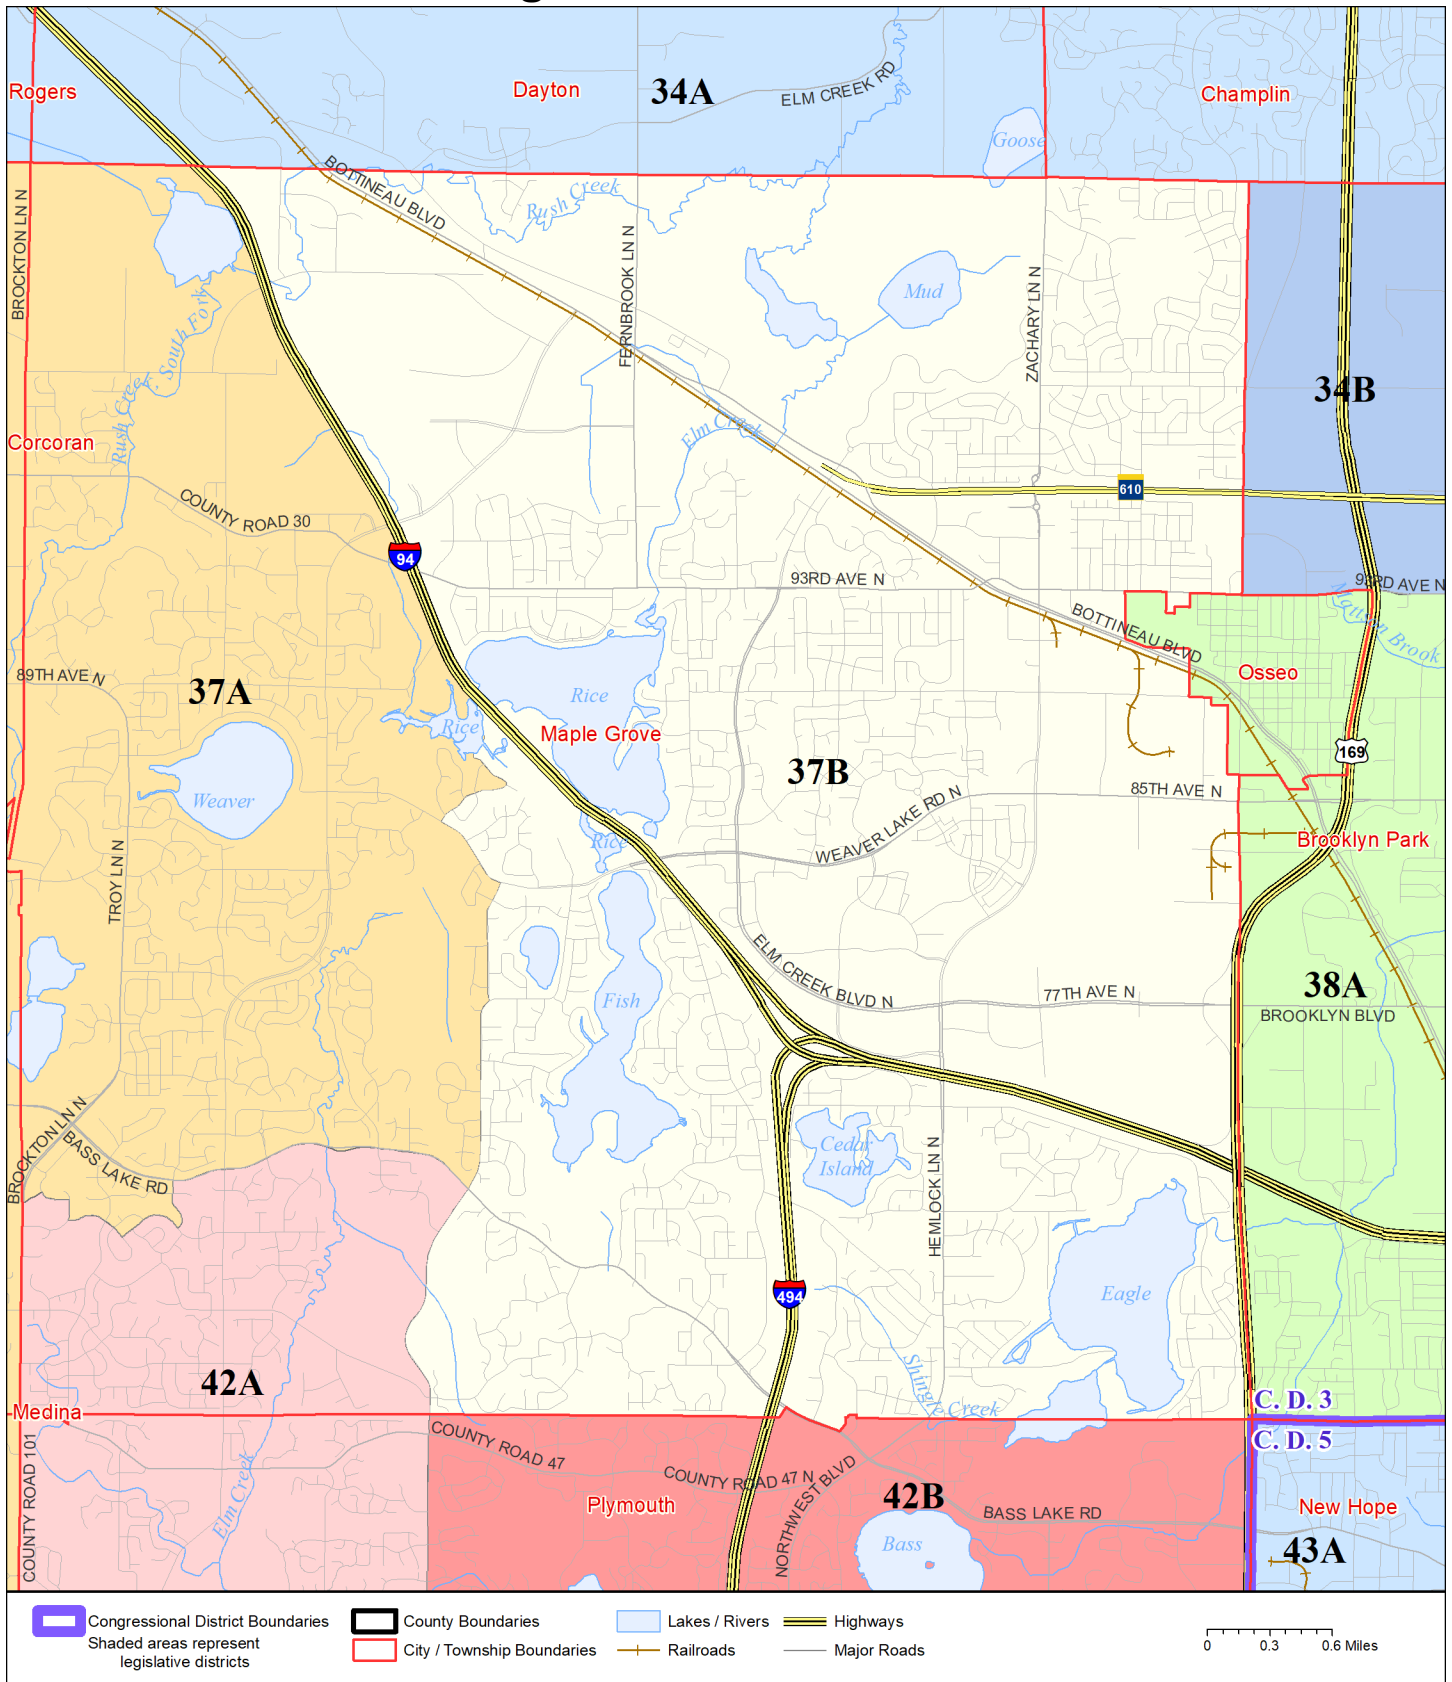 Rogers
Dayton
34A
ELM CREEK RD
Champlin
Goose
BOTTINEAU BLVD
Rush Creek
BROCKTON LN N
FERNBROOK LN N
Mud
ZACHARY LN N
Rush Creek South Fork
34B
Corcoran
Elm Creek
COUNTY ROAD 30
610
94
93RD AVE N
93RD AVE N
BOTTINEAU BLVD
Mattson Brook
89TH AVE N
37A
Osseo
Rice
Rice
Maple Grove
169
37B
Weaver
85TH AVE N
WEAVER LAKE RD N
Rice
Brooklyn Park
TROY LN N
ELM CREEK BLVD N
38A
Fish
77TH AVE N
BROOKLYN BLVD
BROCKTON LN N
BASS LAKE RD
Cedar
Island
HEMLOCK LN N
494
Eagle
42A
Shingle Creek
C. D. 3
Medina
C. D. 5
COUNTY ROAD 101
Elm Creek
COUNTY ROAD 47
COUNTY ROAD 47 N
NORTHWEST BLVD
42B
Plymouth
BASS LAKE RD
New Hope
Bass
43A
Congressional District Boundaries
County Boundaries
Lakes / Rivers
Highways
Shaded areas represent
legislative districts
City / Township Boundaries
Railroads
Major Roads
0 0.3 0.6 Miles